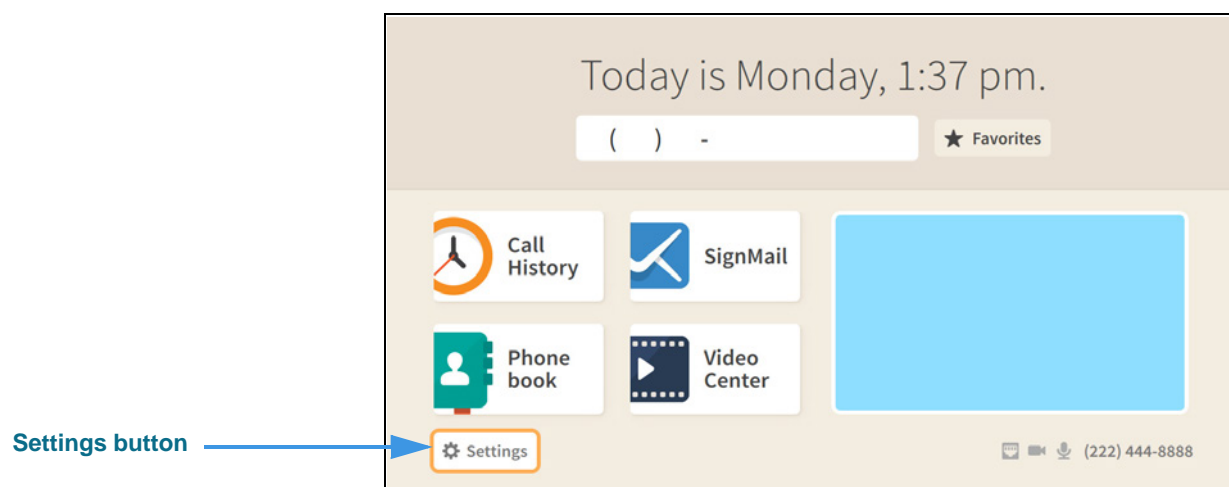 Today is Monday, 1:37 pm.
( ) -
Favorites
Call
History
SignMail
Phone
book
Video
Center
Settings button
Settings
(222) 444-8888